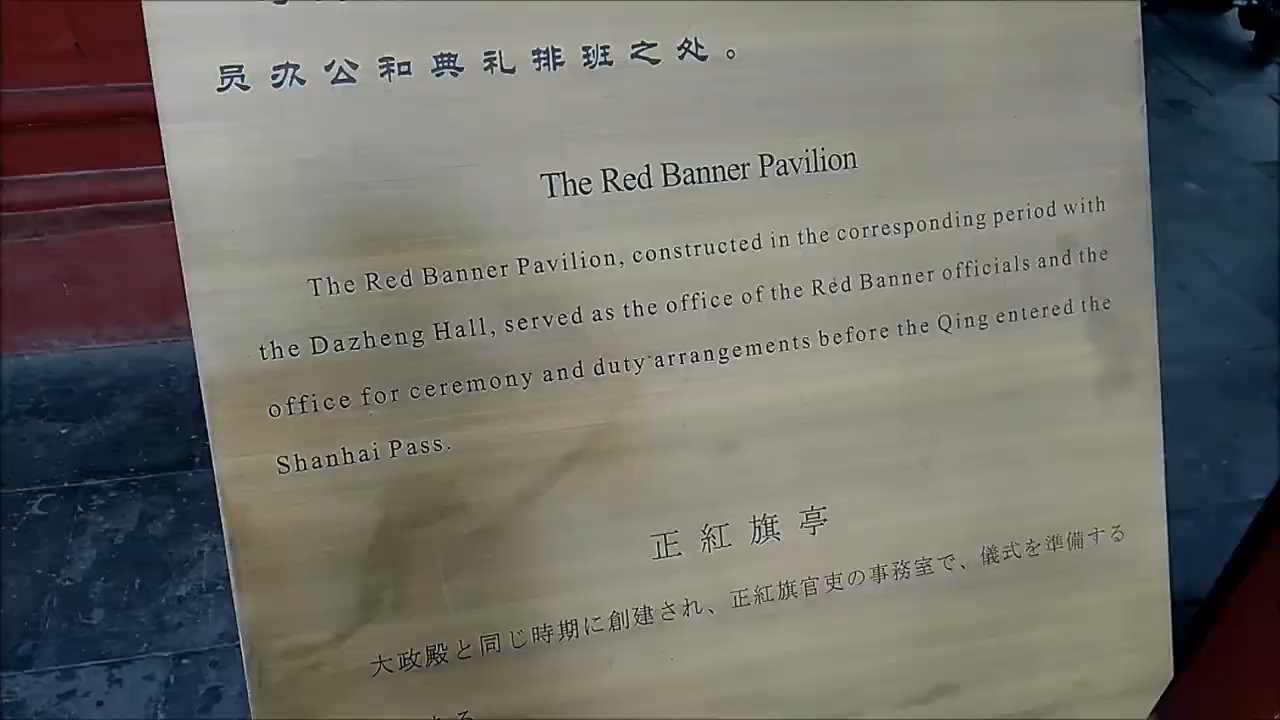 员办公和典礼排班之处。
The Red Banner Pavilion
The Red Banner Pavilion, constructed in the corresponding period with
the Dazheng Hall, served as the office of the Red Banner officials and the
office for ceremony and duty arrangements before the Qing entered the
Shanhai Pass.
正紅旗亭
大政殿と同じ時期に創建され、正紅旗官吏の事務室で、儀式を準備する